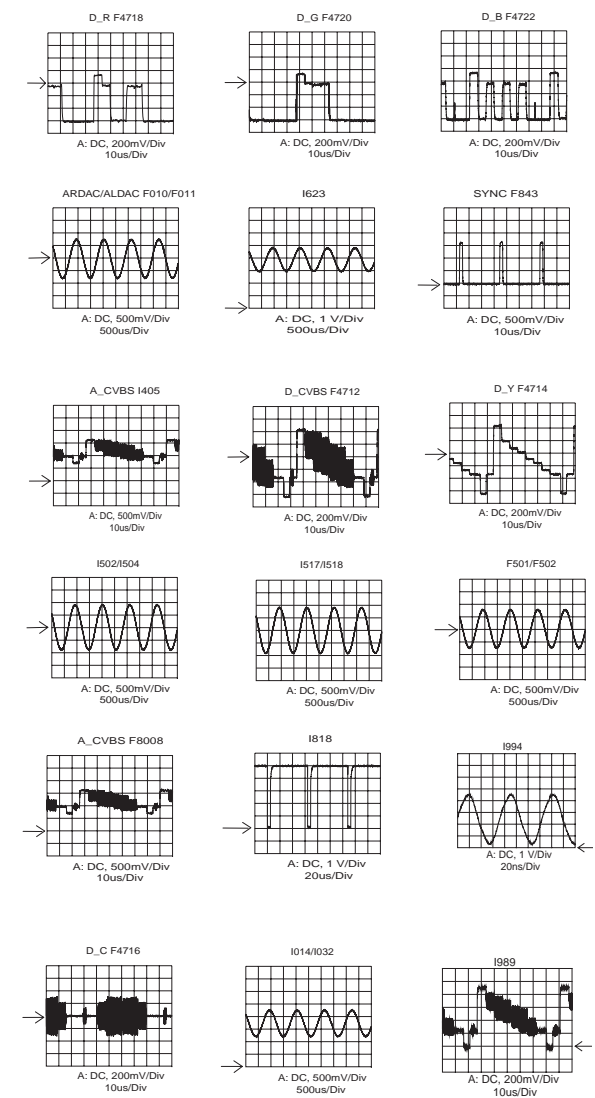 D_R F4718
D_G F4720
D_B F4722
A: DC, 200mV/Div
10us/Div
A: DC, 200mV/Div
10us/Div
A: DC, 200mV/Div
10us/Div
ARDAC/ALDAC F010/F011
I623
SYNC F843
A: DC, 500mV/Div
500us/Div
A: DC, 1 V/Div
500us/Div
A: DC, 500mV/Div
10us/Div
A_CVBS I405
D_CVBS F4712
D_Y F4714
A: DC, 500mV/Div
10us/Div
A: DC, 200mV/Div
10us/Div
A: DC, 200mV/Div
10us/Div
I502/I504
I517/I518
F501/F502
A: DC, 500mV/Div
500us/Div
A: DC, 500mV/Div
500us/Div
A: DC, 500mV/Div
500us/Div
A_CVBS F8008
I818
I994
A: DC, 500mV/Div
10us/Div
A: DC, 1 V/Div
20us/Div
A: DC, 1 V/Div
20ns/Div
D_C F4716
I014/I032
I989
A: DC, 200mV/Div
10us/Div
A: DC, 500mV/Div
500us/Div
A: DC, 200mV/Div
10us/Div